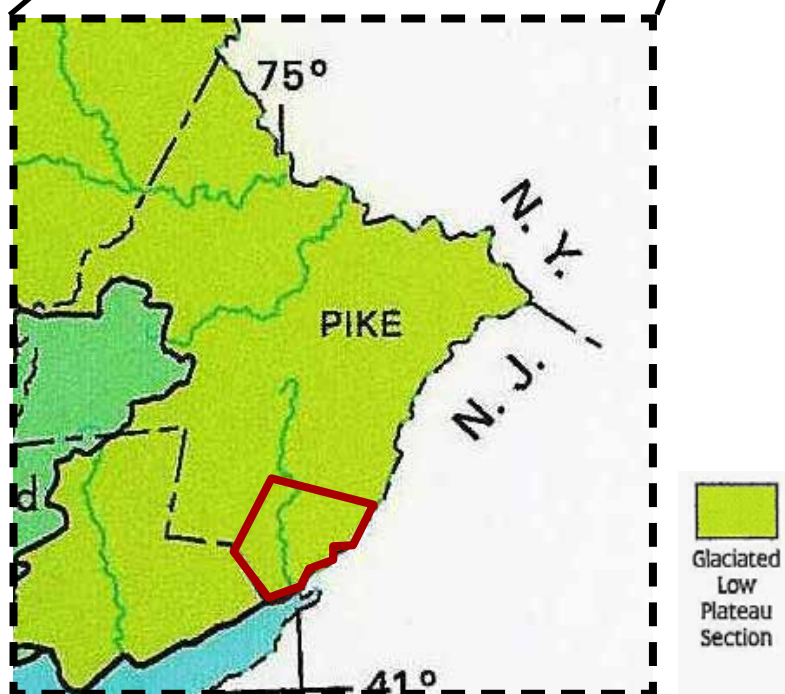 75°
N. Y.
PIKE
N. J.
d
41°
Glaciated
Low
Plateau
Section